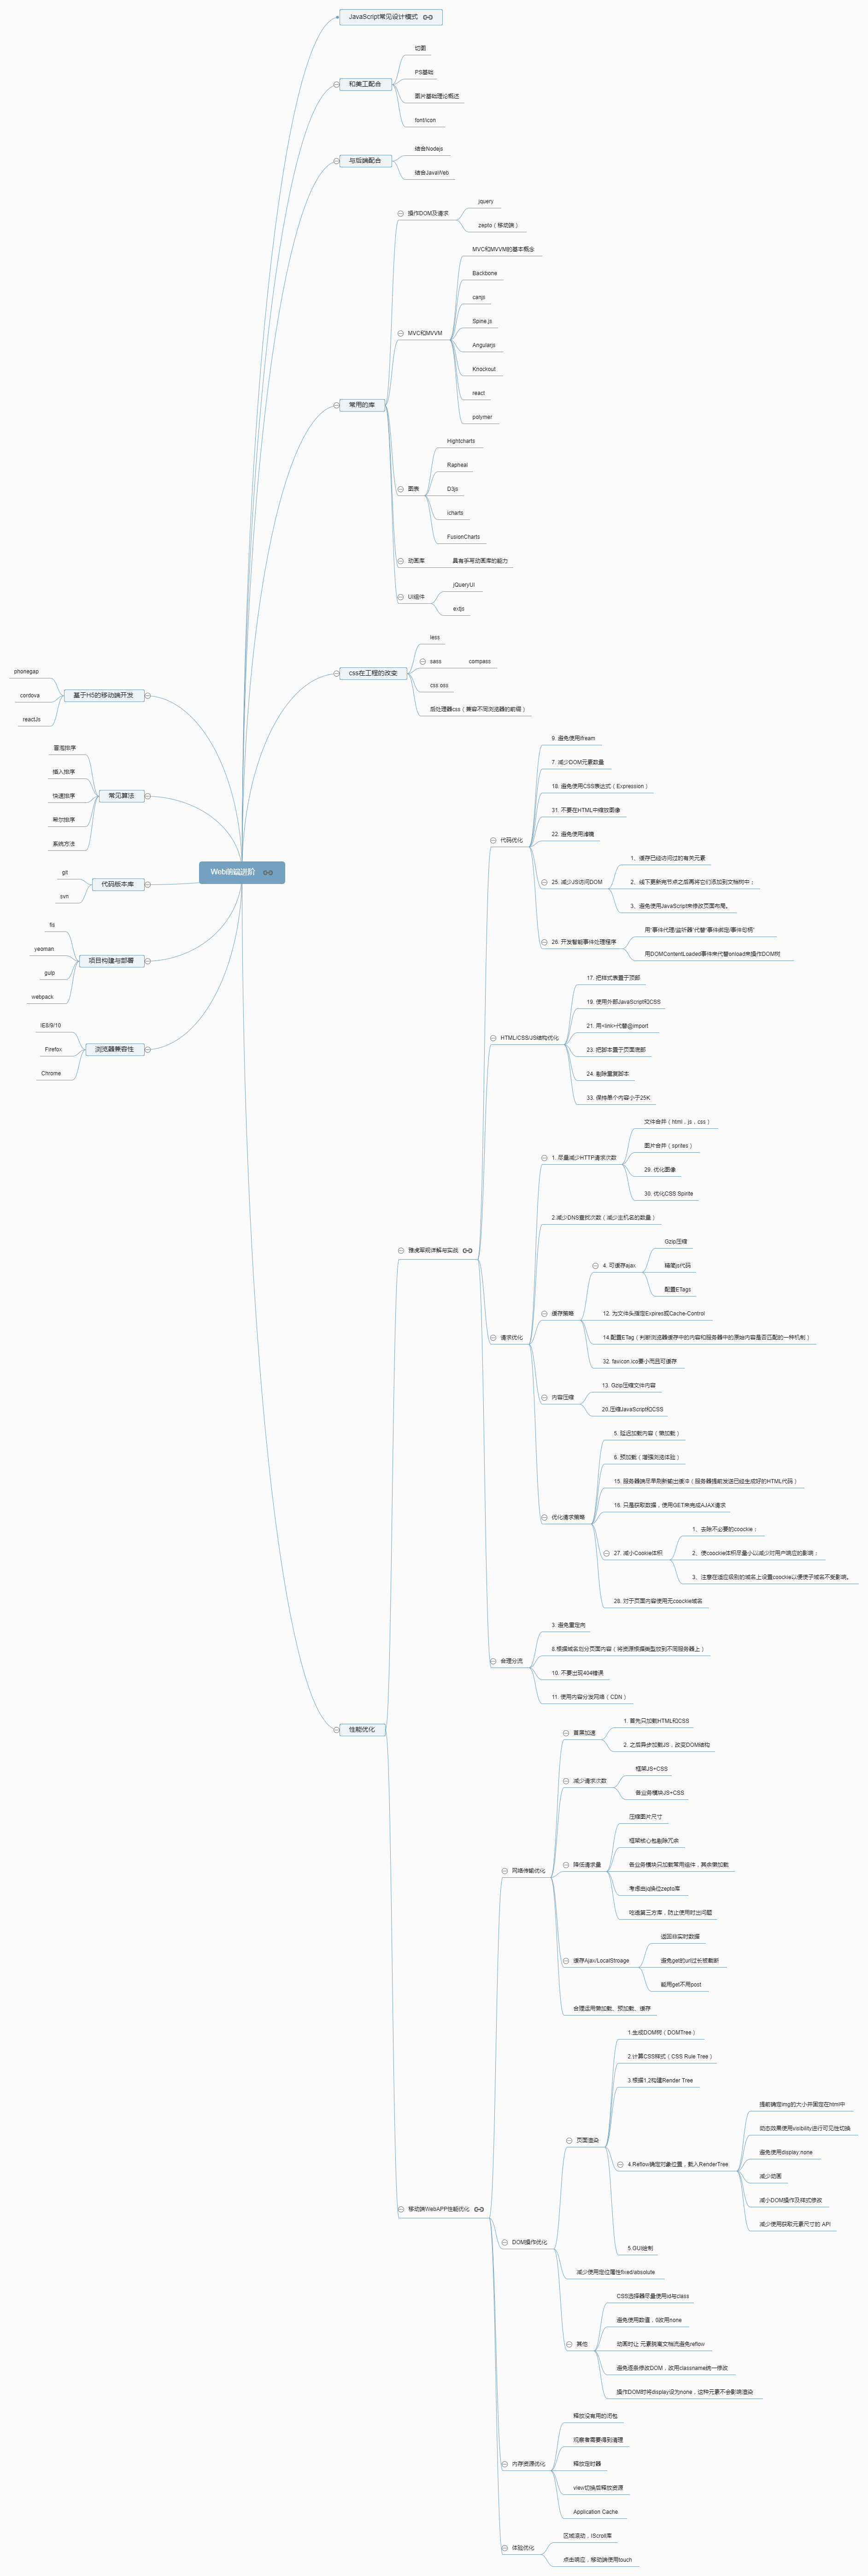 JavaScript常见设计模式
和美工配合
切图
PS基础
图片基础理论概述
font/icon
与后端配合
结合Nodejs
结合JavaWeb
常用的库
操作DOM及请求
jquery
zepto（移动端）
MVC和MVVM
MVC和MVVM的基本概念
Backbone
canjs
Spine.js
Angularjs
Knockout
react
polymer
图表
Hightcharts
Rapheal
D3js
icharts
FusionCharts
动画库
具有手写动画库的能力
UI组件
jQueryUI
extjs
css在工程的改变
less
sass
compass
css oss
后处理器css（兼容不同浏览器的前缀）
基于H5的移动端开发
phonegap
cordova
reactJs
常见算法
冒泡排序
插入排序
快速排序
希尔排序
系统方法
Web前端进阶
代码版本库
git
svn
项目构建与部署
fis
yeoman
gulp
webpack
浏览器兼容性
IE8/9/10
Firefox
Chrome
性能优化
雅虎军规详解与实战
代码优化
9. 避免使用ifream
7. 减少DOM元素数量
18. 避免使用CSS表达式（Expression）
31. 不要在HTML中缩放图像
22. 避免使用滤镜
25. 减少JS访问DOM
1、缓存已经访问过的有关元素
2、线下更新完节点之后再将它们添加到文档树中；
3、避免使用JavaScript来修改页面布局。
26. 开发智能事件处理程序
用“事件代理/监听器”代替“事件绑定/事件句柄”
用DOMContentLoaded事件来代替onload来操作DOM树
HTML/CSS/JS结构优化
17. 把样式表置于顶部
19. 使用外部JavaScript和CSS
21. 用<link>代替@import
23. 把脚本置于页面底部
24. 剔除重复脚本
33. 保持单个内容小于25K
请求优化
1. 尽量减少HTTP请求次数
文件合并（html，js，css）
图片合并（sprites）
29. 优化图像
30. 优化CSS Spirite
2.减少DNS查找次数（减少主机名的数量）
缓存策略
4. 可缓存ajax
Gzip压缩
精简js代码
配置ETags
12. 为文件头指定Expires或Cache-Control
14.配置ETag（判断浏览器缓存中的内容和服务器中的原始内容是否匹配的一种机制）
32. favicon.ico要小而且可缓存
内容压缩
13. Gzip压缩文件内容
20.压缩JavaScript和CSS
优化请求策略
5. 延迟加载内容（懒加载）
6. 预加载（增强浏览体验）
15. 服务器端尽早刷新输出缓冲（服务器提前发送已经生成好的HTML代码）
16. 只是获取数据，使用GET来完成AJAX请求
27. 减小Cookie体积
1、去除不必要的coockie；
2、使coockie体积尽量小以减少对用户响应的影响；
3、注意在适应级别的域名上设置coockie以便使子域名不受影响。
28. 对于页面内容使用无coockie域名
合理分流
3. 避免重定向
8.根据域名划分页面内容（将资源根据类型放到不同服务器上）
10. 不要出现404错误
11. 使用内容分发网络（CDN）
移动端WebAPP性能优化
网络传输优化
首屏加速
1. 首先只加载HTML和CSS
2. 之后异步加载JS，改变DOM结构
减少请求次数
框架JS+CSS
各业务模块JS+CSS
降低请求量
压缩图片尺寸
框架核心包剔除冗余
各业务模块只加载常用组件，其余懒加载
考虑由jq换位zepto库
吃透第三方库，防止使用时出问题
缓存Ajax/LocalStroage
返回非实时数据
避免get的url过长被截断
能用get不用post
合理运用懒加载、预加载、缓存
DOM操作优化
页面渲染
1.生成DOM树（DOMTree）
2.计算CSS样式（CSS Rule Tree）
3.根据1,2构建Render Tree
4.Reflow确定对象位置，载入RenderTree
提前确定img的大小并固定在html中
动态效果使用visibility进行可见性切换
避免使用display:none
减少动画
减小DOM操作及样式修改
减少使用获取元素尺寸的 API
5.GUI绘制
减少使用定位属性fixed/absolute
其他
CSS选择器尽量使用id与class
避免使用数值，0改用none
动画时让 元素脱离文档流避免reflow
避免逐条修改DOM，改用classname统一修改
操作DOM时将display设为none，这种元素不会影响渲染
内存资源优化
释放没有用的闭包
观察者需要得到清理
释放定时器
view切换后释放资源
Application Cache
体验优化
区域滚动，IScroll库
点击响应，移动端使用touch